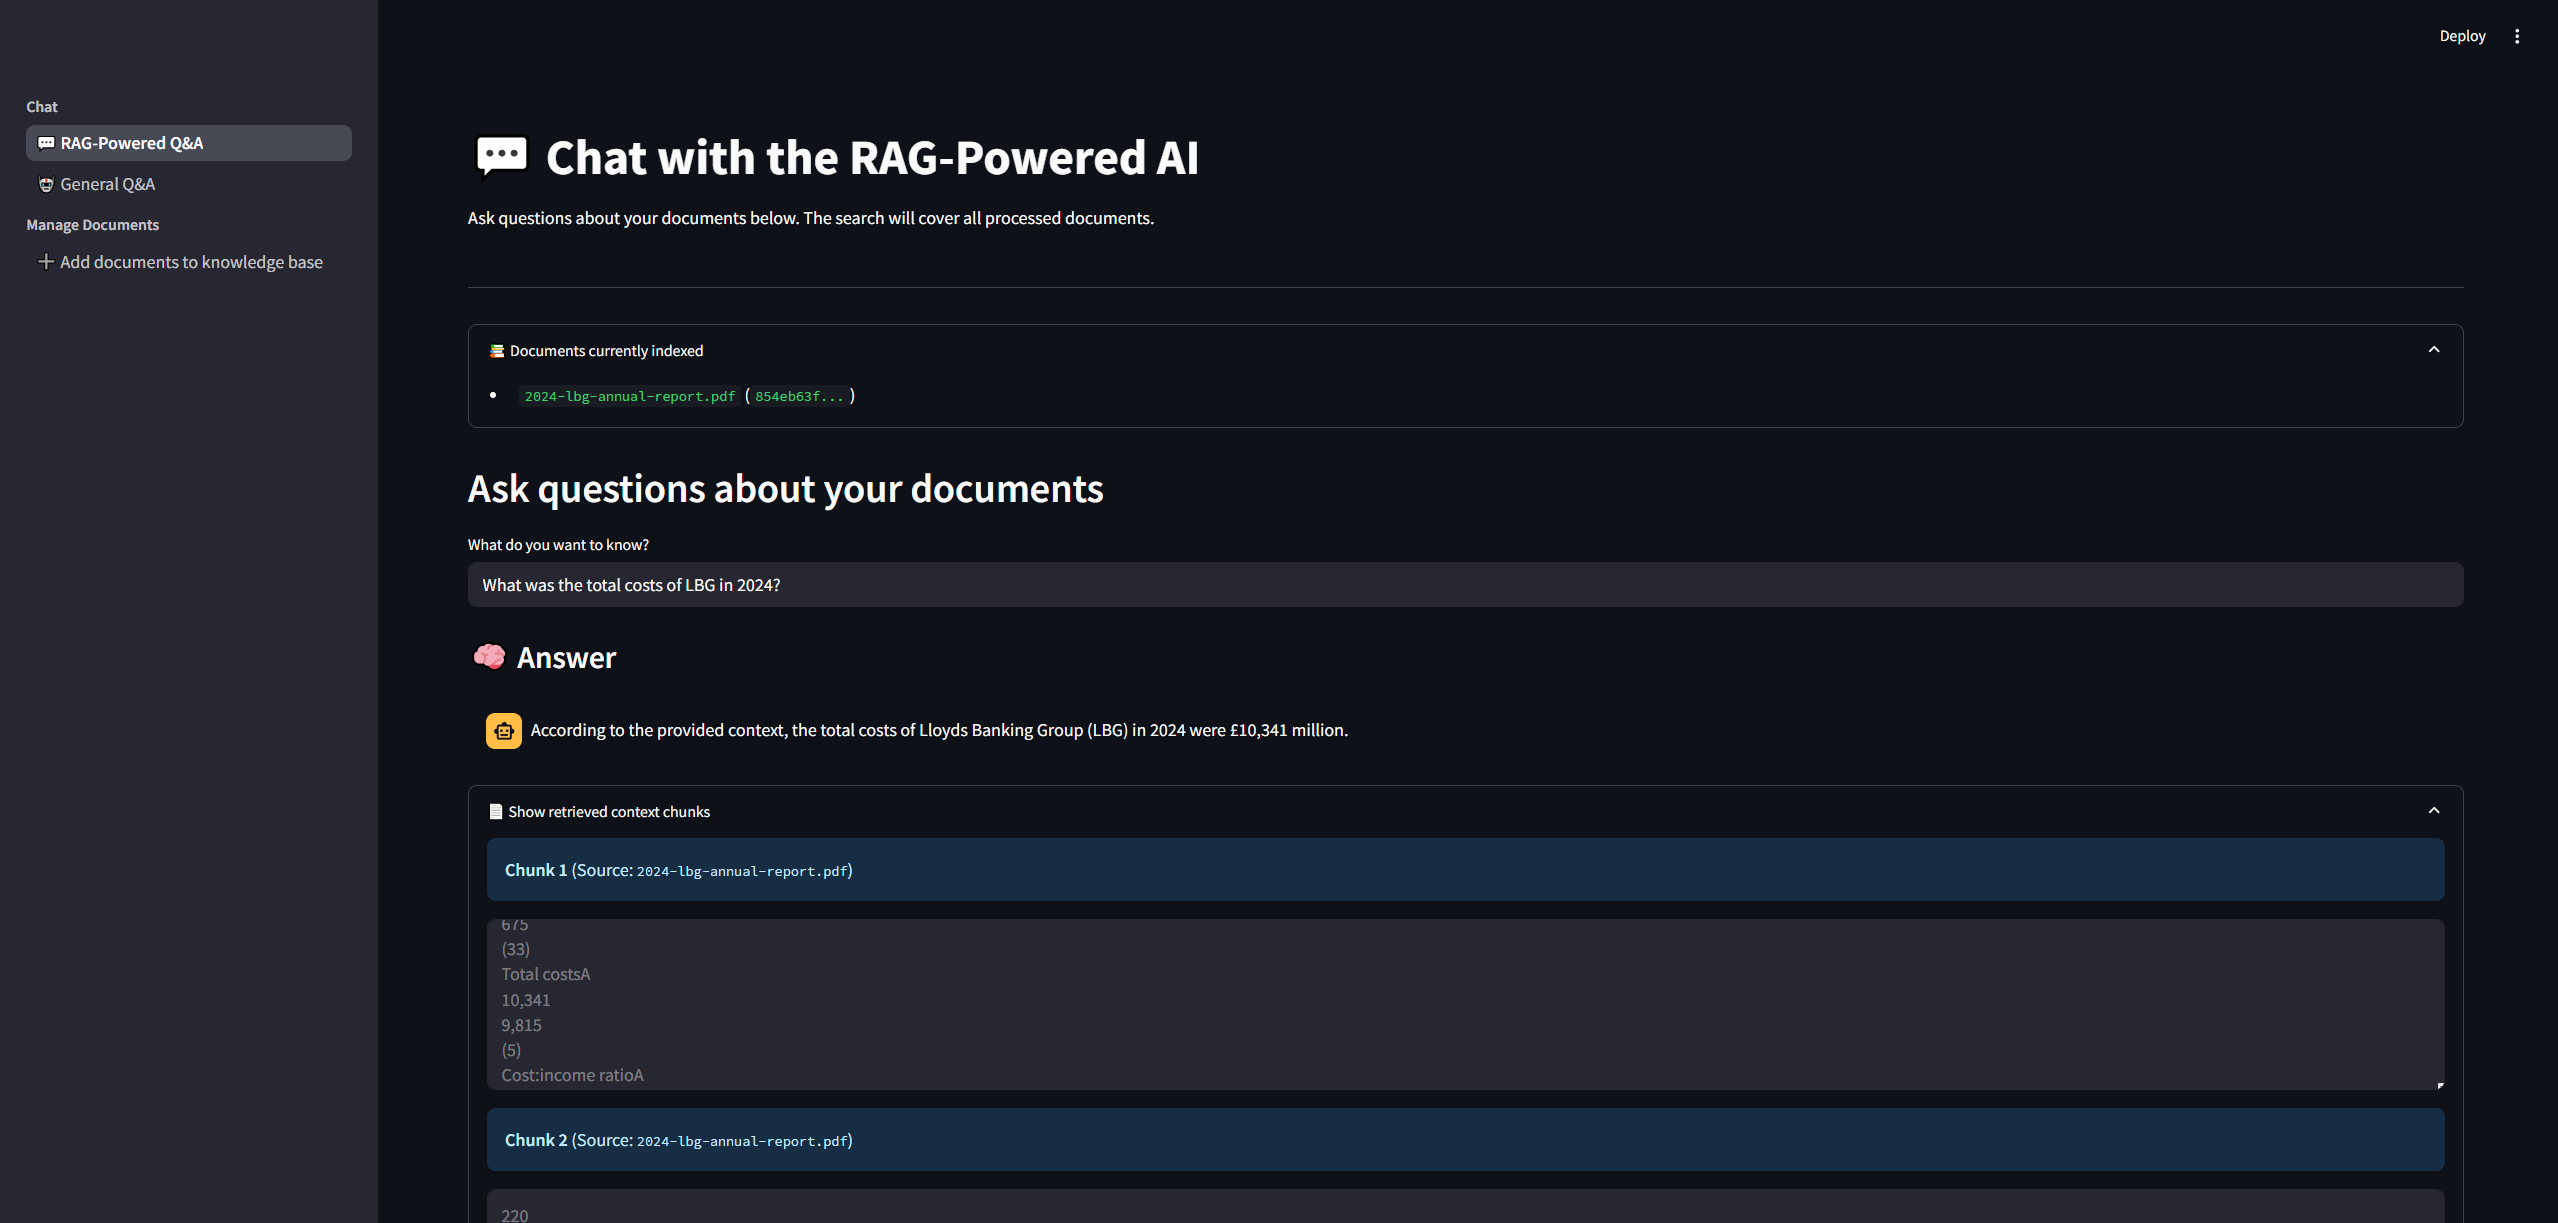 Deploy
Chat
RAG-Powered Q&A
General Q&A
Manage Documents
Add documents to knowledge base
Chat with the RAG-Powered AI
Ask questions about your documents below. The search will cover all processed documents.
Documents currently indexed
2024-lbg-annual-report.pdf (854eb63f...)
Ask questions about your documents
What do you want to know?
What was the total costs of LBG in 2024?
Answer
According to the provided context, the total costs of Lloyds Banking Group (LBG) in 2024 were £10,341 million.
Show retrieved context chunks
Chunk 1 (Source: 2024-lbg-annual-report.pdf)
675
(33)
Total costsA
10,341
9,815
(5)
Cost:income ratioA
Chunk 2 (Source: 2024-lbg-annual-report.pdf)
220